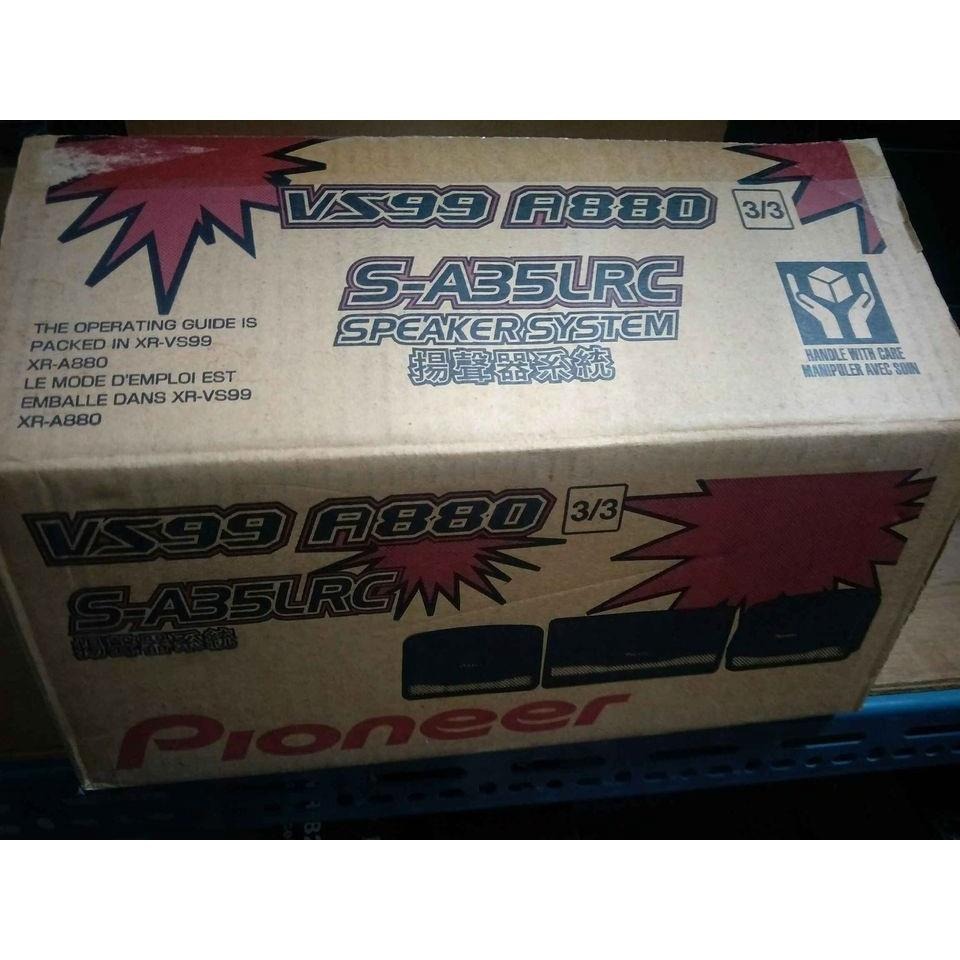 VS99 A880 3/3
S-A35LRC
SPEAKER SYSTEM
揚聲器系統
THE OPERATING GUIDE IS
PACKED IN XR-VS99
XR-A880
LE MODE D'EMPLOI EST
EMBALLE DANS XR-VS99
XR-A880
HANDLE WITH CARE
MANIPULER AVEC SOIN
VS99 A880 3/3
S-A35LRC
揚聲器系統
Pioneer